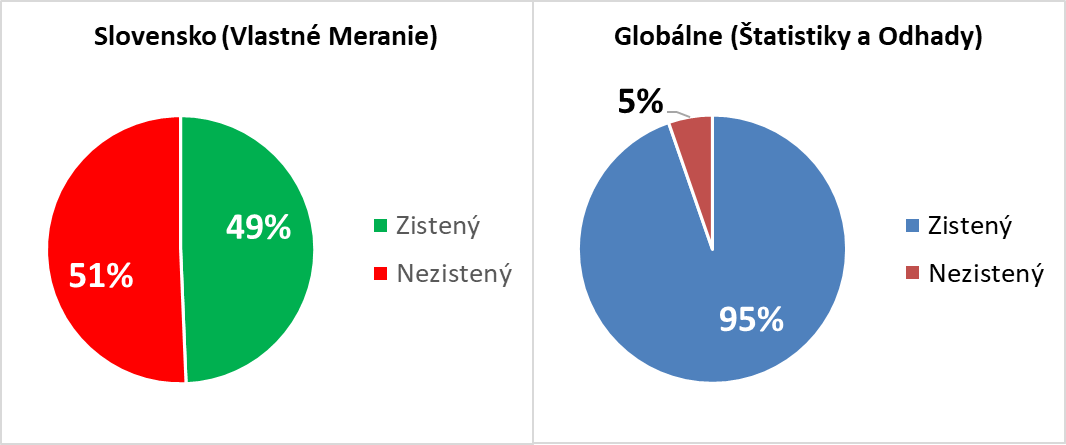 Slovensko (Vlastné Meranie)
49%
51%
Zistený
Nezistený
Globálne (Štatistiky a Odhady)
5%
95%
Zistený
Nezistený